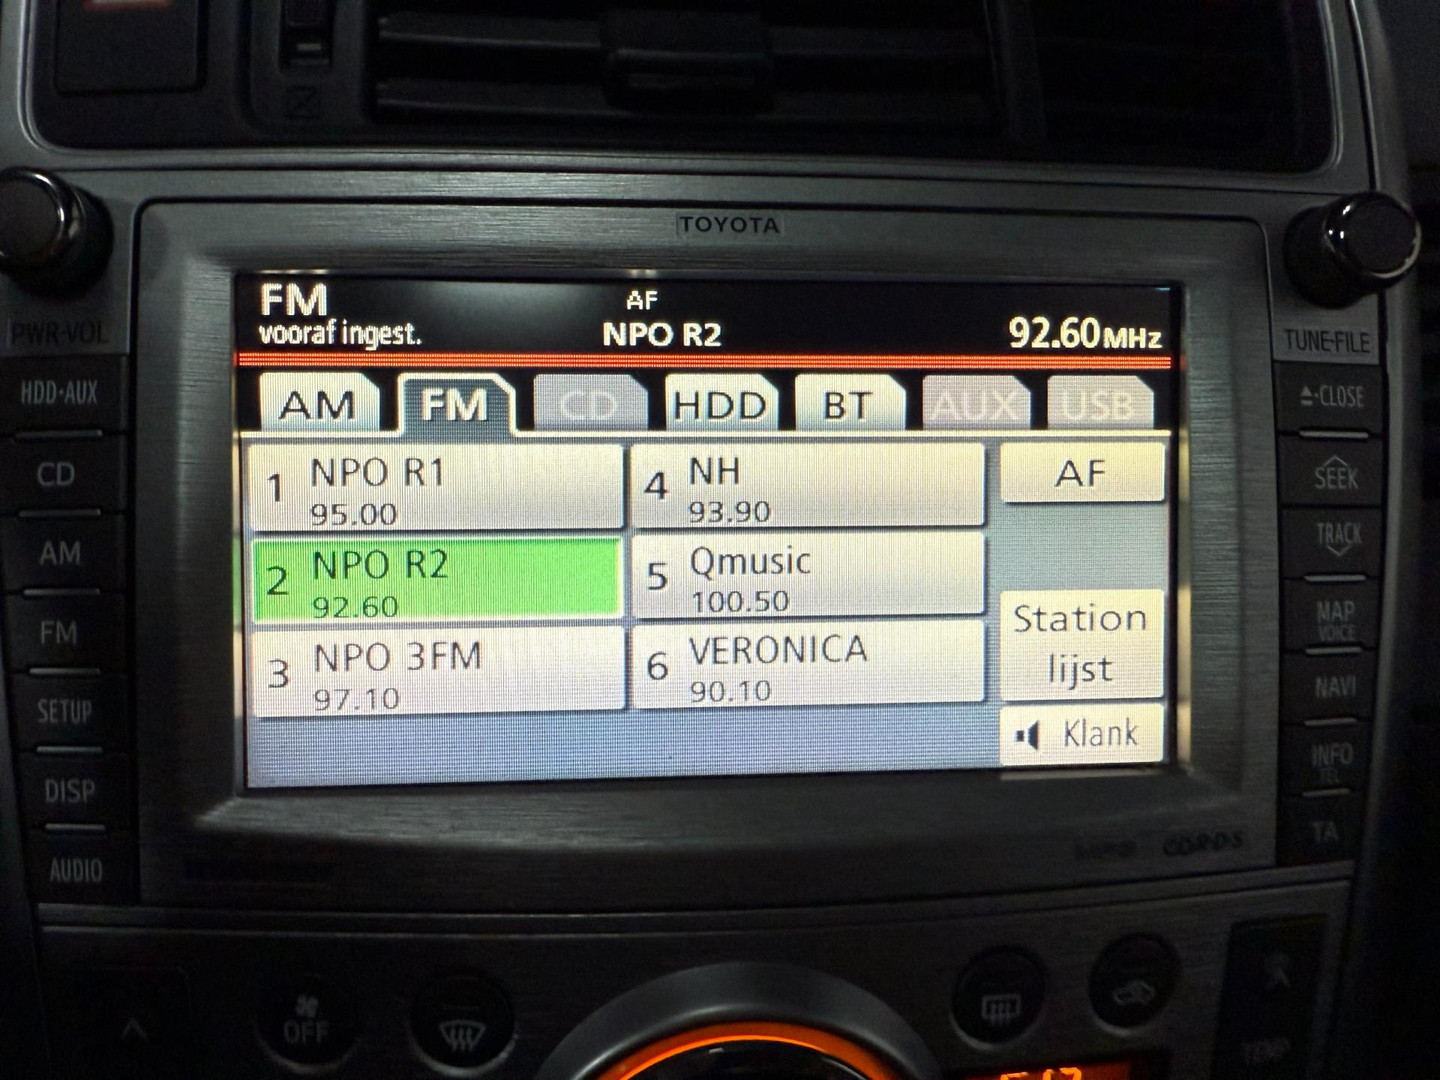 TOYOTA
FM
AF
vooraf ingest.
NPO R2
92.60MHz
AM
FM
CD
HDD
BT
AUX
USB
1 NPO R1
95.00
4 NH
93.90
AF
2 NPO R2
92.60
5 Qmusic
100.50
3 NPO 3FM
97.10
6 VERONICA
90.10
Station
lijst
Klank
PWR·VOL
HDD·AUX
CD
AM
FM
SETUP
DISP
AUDIO
TUNE·FILE
CLOSE
SEEK
TRACK
MAP
VOICE
NAVI
INFO
TEL
TA
OFF
TEMP